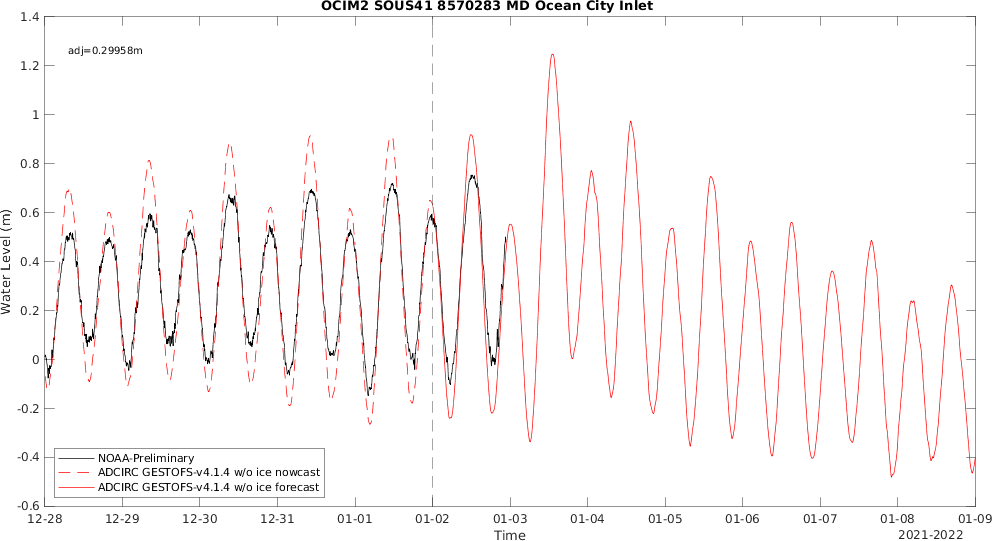 OCIM2 SOUS41 8570283 MD Ocean City Inlet
adj=0.29958m
Water Level (m)
1.4
1.2
1
0.8
0.6
0.4
0.2
0
-0.2
-0.4
-0.6
NOAA-Preliminary
ADCIRC GESTOFS-v4.1.4 w/o ice nowcast
ADCIRC GESTOFS-v4.1.4 w/o ice forecast
12-28 12-29 12-30 12-31 01-01 01-02 01-03 01-04 01-05 01-06 01-07 01-08 01-09
Time
2021-2022